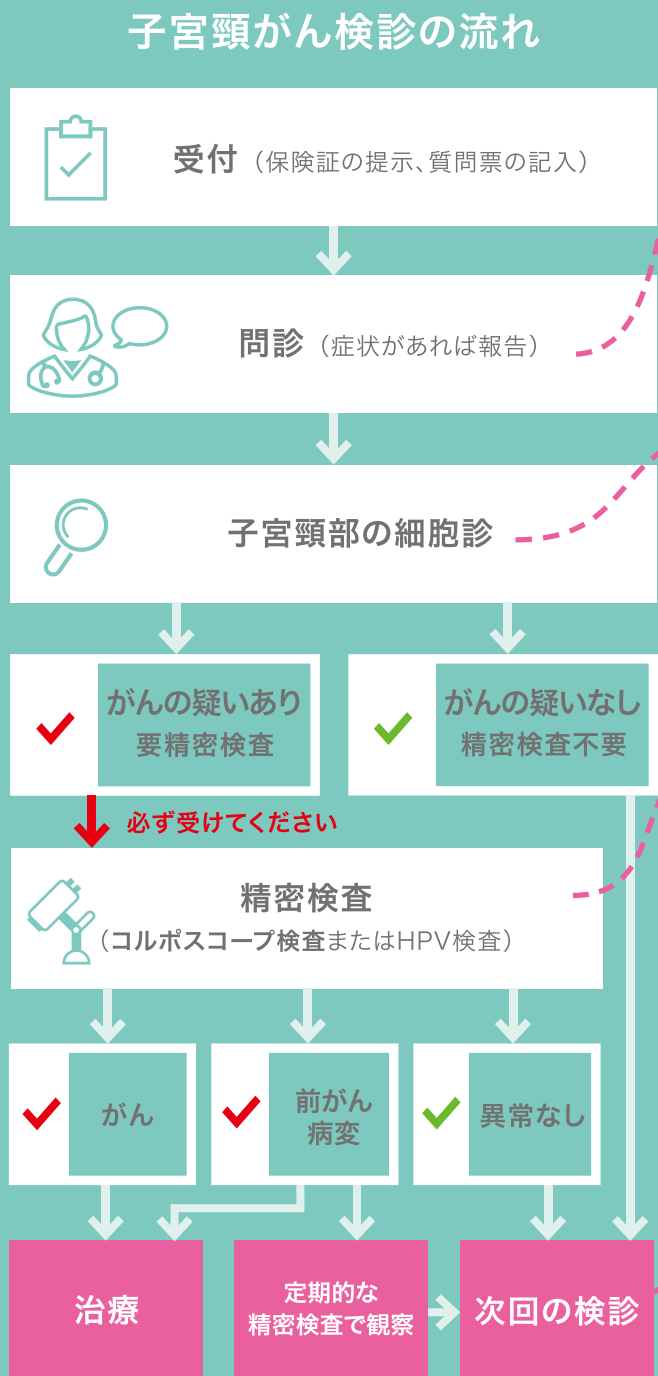 子宮頸がん検診の流れ
受付（保険証の提示、質問票の記入）
問診（症状があれば報告）
子宮頸部の細胞診
がんの疑いあり
要精密検査
がんの疑いなし
精密検査不要
必ず受けてください
精密検査
（コルポスコープ検査またはHPV検査）
がん
前がん
病変
異常なし
治療
定期的な
精密検査で観察
次回の検診